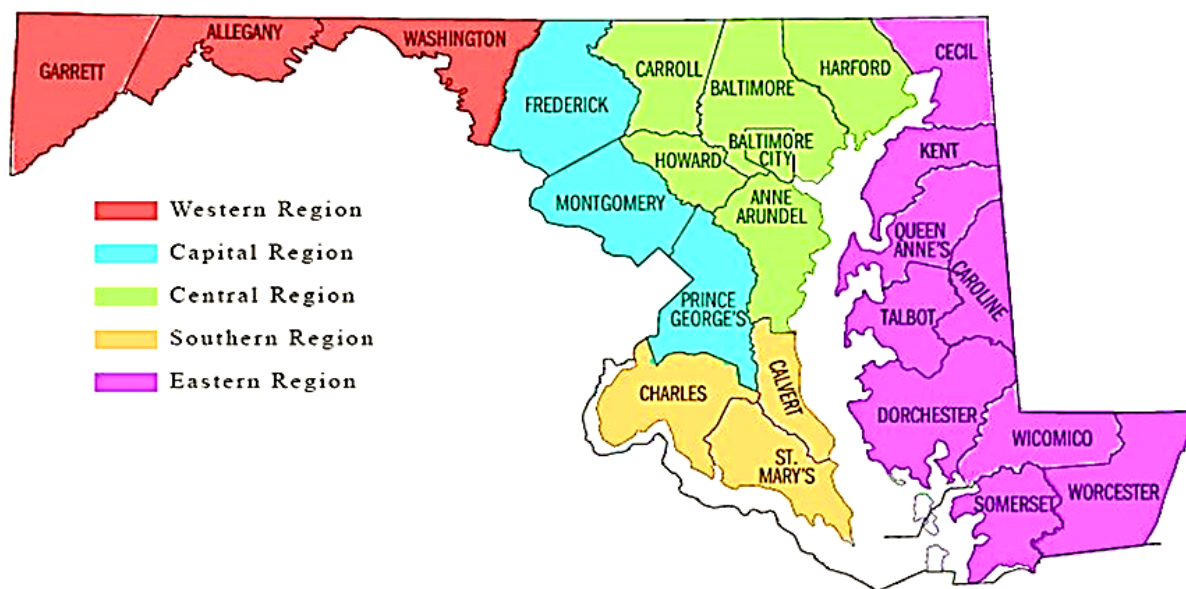 GARRETT
ALLEGANY
WASHINGTON
FREDERICK
CARROLL
BALTIMORE
HARFORD
CECIL
BALTIMORE
CITY
HOWARD
KENT
MONTGOMERY
ANNE
ARUNDEL
QUEEN
ANNE'S
CAROLINE
PRINCE
GEORGE'S
TALBOT
CHARLES
CALVERT
DORCHESTER
WICOMICO
ST.
MARY'S
SOMERSET
WORCESTER
Western Region
Capital Region
Central Region
Southern Region
Eastern Region